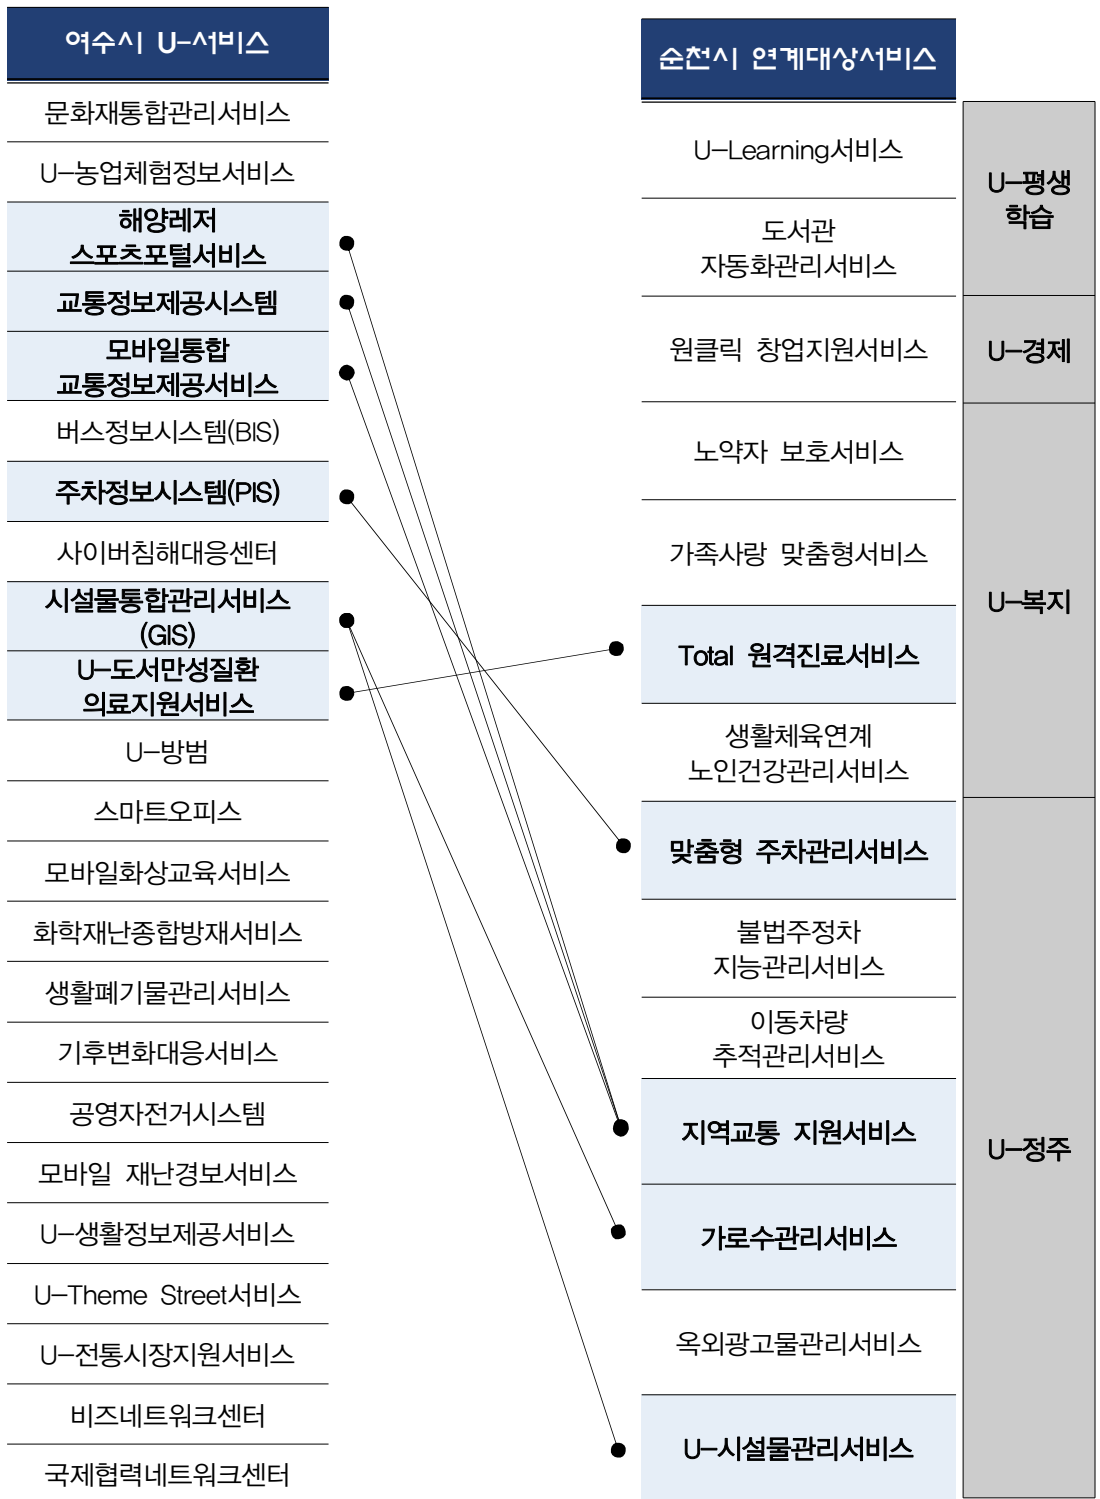 여수시 U-서비스
문화재통합관리서비스
U-농업체험정보서비스
해양레저
스포츠포털서비스
교통정보제공시스템
모바일통합
교통정보제공서비스
버스정보시스템(BIS)
주차정보시스템(PIS)
사이버침해대응센터
시설물통합관리서비스
(GIS)
U-도서만성질환
의료지원서비스
U-방범
스마트오피스
모바일화상교육서비스
화학재난종합방재서비스
생활폐기물관리서비스
기후변화대응서비스
공영자전거시스템
모바일 재난경보서비스
U-생활정보제공서비스
U-Theme Street서비스
U-전통시장지원서비스
비즈네트워크센터
국제협력네트워크센터
순천시 연계대상서비스
U-Learning서비스
도서관
자동화관리서비스
원클릭 창업지원서비스
노약자 보호서비스
가족사랑 맞춤형서비스
Total 원격진료서비스
생활체육연계
노인건강관리서비스
맞춤형 주차관리서비스
불법주정차
지능관리서비스
이동차량
추적관리서비스
지역교통 지원서비스
가로수관리서비스
옥외광고물관리서비스
U-시설물관리서비스
U-평생
학습
U-경제
U-복지
U-정주